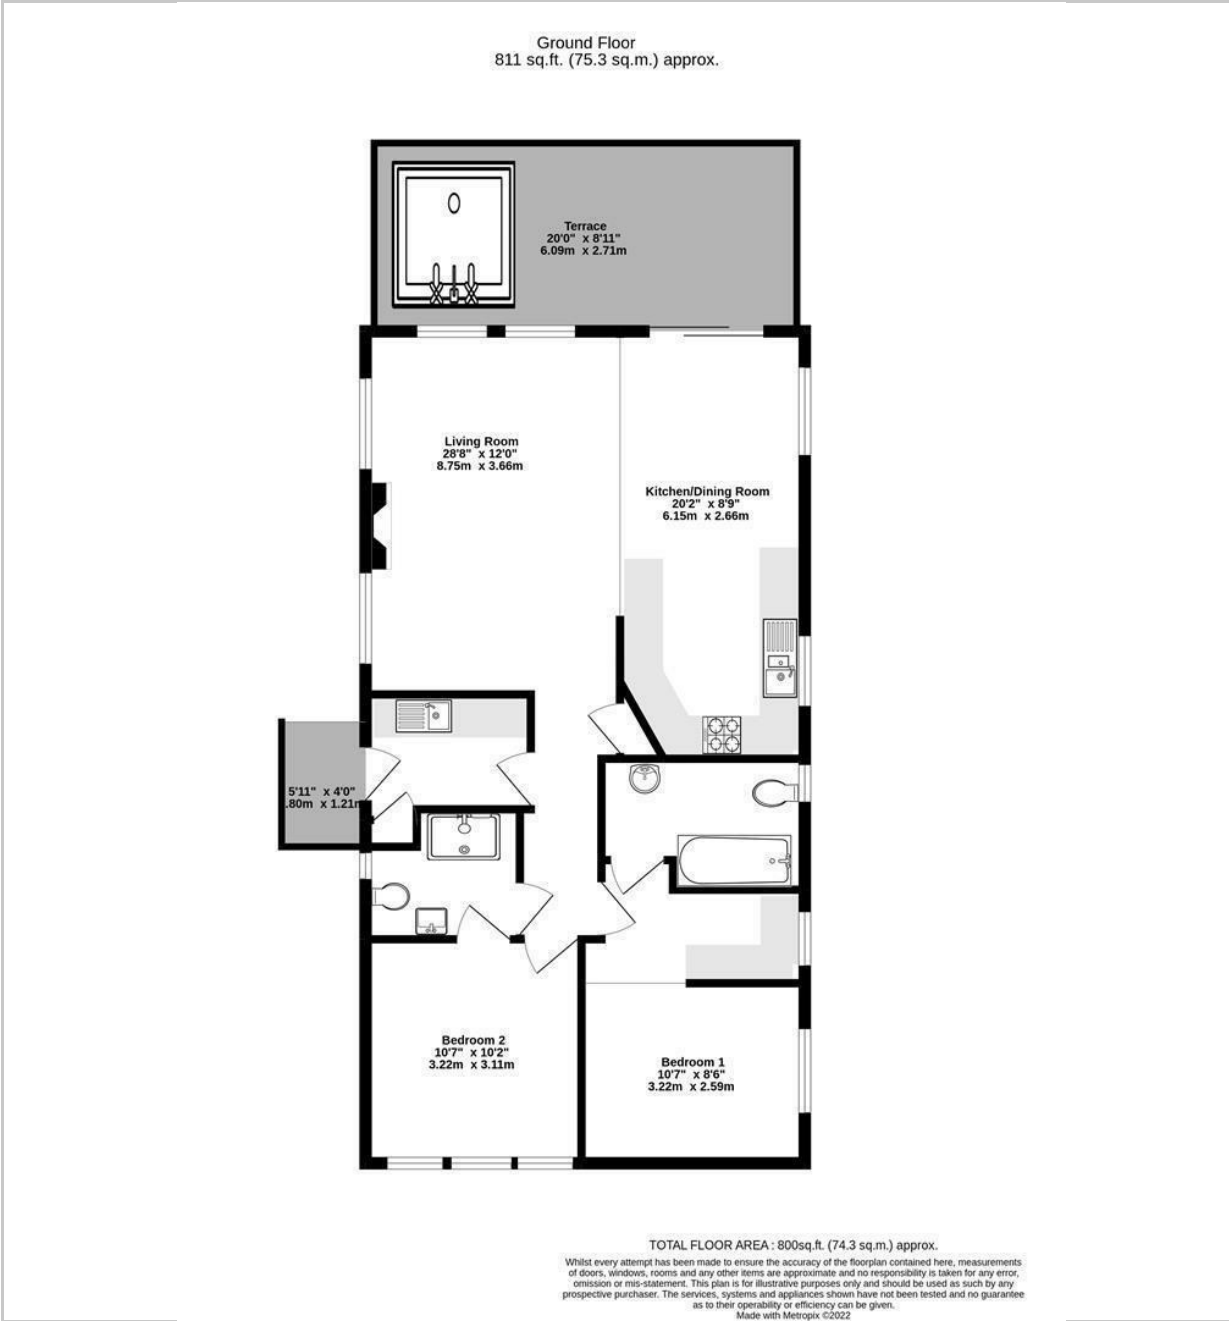 Ground Floor
811 sq.ft. (75.3 sq.m.) approx.
Terrace
20'0" x 8'11"
6.09m x 2.71m
Living Room
28'8" x 12'0"
8.75m x 3.66m
Kitchen/Dining Room
20'2" x 8'9"
6.15m x 2.66m
5'11" x 4'0"
.80m x 1.21m
Bedroom 2
10'7" x 10'2"
3.22m x 3.11m
Bedroom 1
10'7" x 8'6"
3.22m x 2.59m
TOTAL FLOOR AREA : 800sq.ft. (74.3 sq.m.) approx.
Whilst every attempt has been made to ensure the accuracy of the floorplan contained here, measurements
of doors, windows, rooms and any other items are approximate and no responsibility is taken for any error,
omission or mis-statement. This plan is for illustrative purposes only and should be used as such by any
prospective purchaser. The services, systems and appliances shown have not been tested and no guarantee
as to their operability or efficiency can be given.
Made with Metropix ©2022